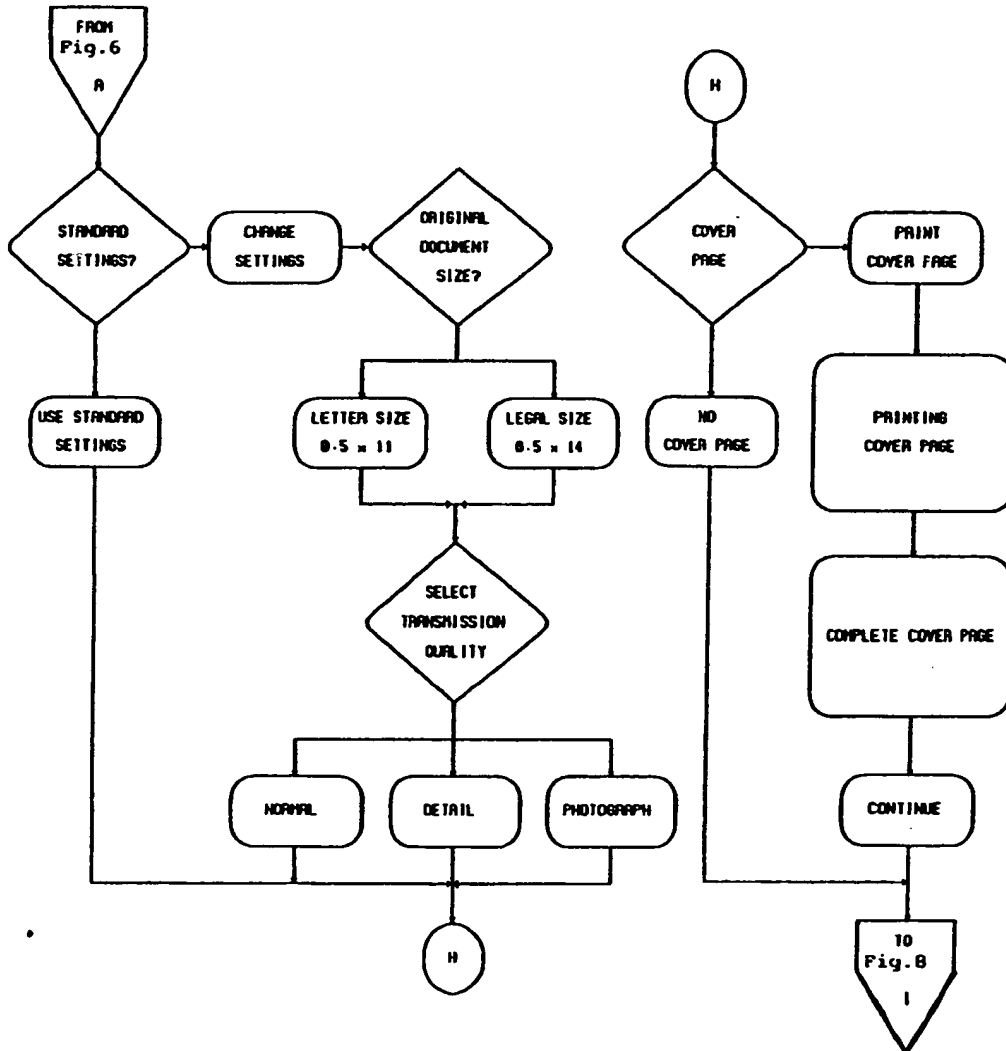 FROM
Fig.6
A
STANDARD
SETTINGS?
CHANGE
SETTINGS
ORIGINAL
DOCUMENT
SIZE?
USE STANDARD
SETTINGS
LETTER SIZE
8.5 x 11
LEGAL SIZE
8.5 x 14
SELECT
TRANSMISSION
QUALITY
NORMAL
DETAIL
PHOTOGRAPH
H
H
COVER
PAGE
PRINT
COVER PAGE
NO
COVER PAGE
PRINTING
COVER PAGE
COMPLETE COVER PAGE
CONTINUE
TO
Fig.8
I